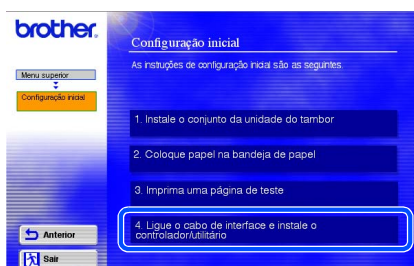 brother
Configuração inicial
As instruções de configuração inicial são as seguintes.
Menu superior
Configuração inicial
1. Instale o conjunto da unidade do tambor
2. Coloque papel na bandeja de papel
3. Imprima uma página de teste
4. Ligue o cabo de interface e instale o
controlador/utilitário
Anterior
Sair